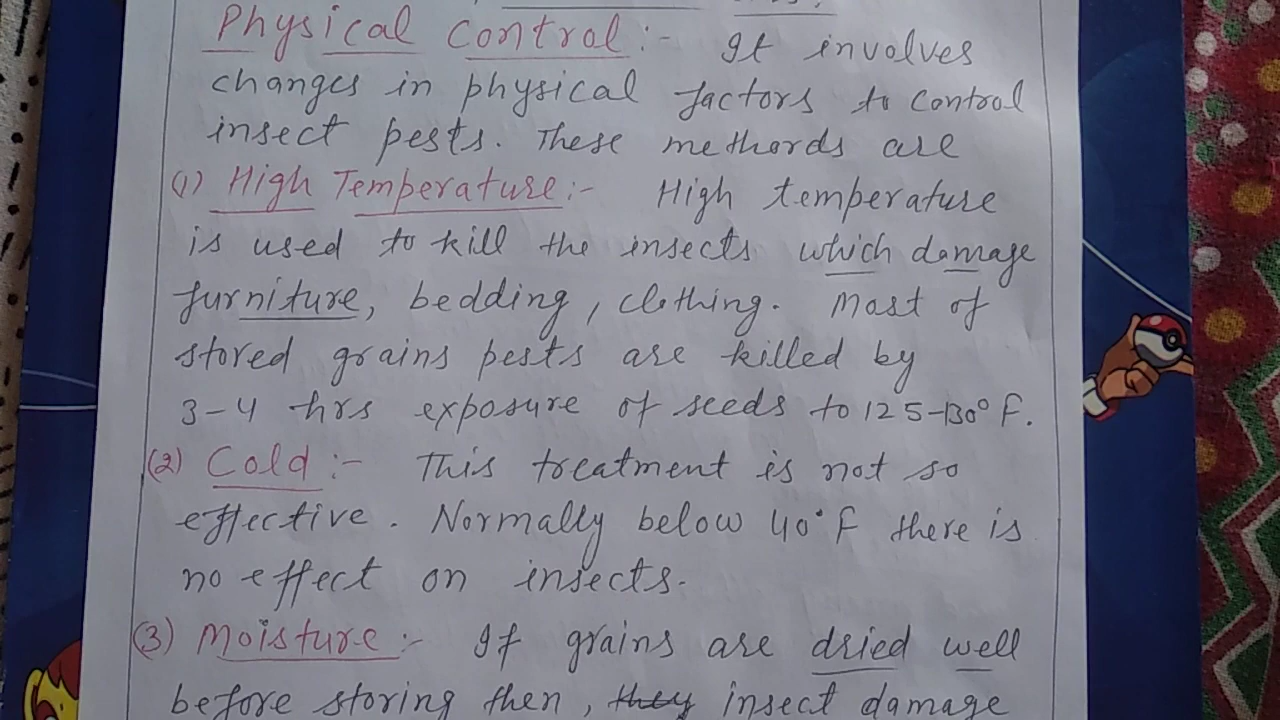 Physical Control :- It involves
changes in physical factors to control
insect pests. These methords are
(1) High Temperature :- High temperature
is used to kill the insects which damage
furniture, bedding, clothing. Most of
stored grains pests are killed by
3-4 hrs exposure of seeds to 125-130° F.
(2) Cold :- This treatment is not so
effective. Normally below 40° F there is
no effect on insects.
(3) Moisture :- If grains are dried well
before storing then, they insect damage